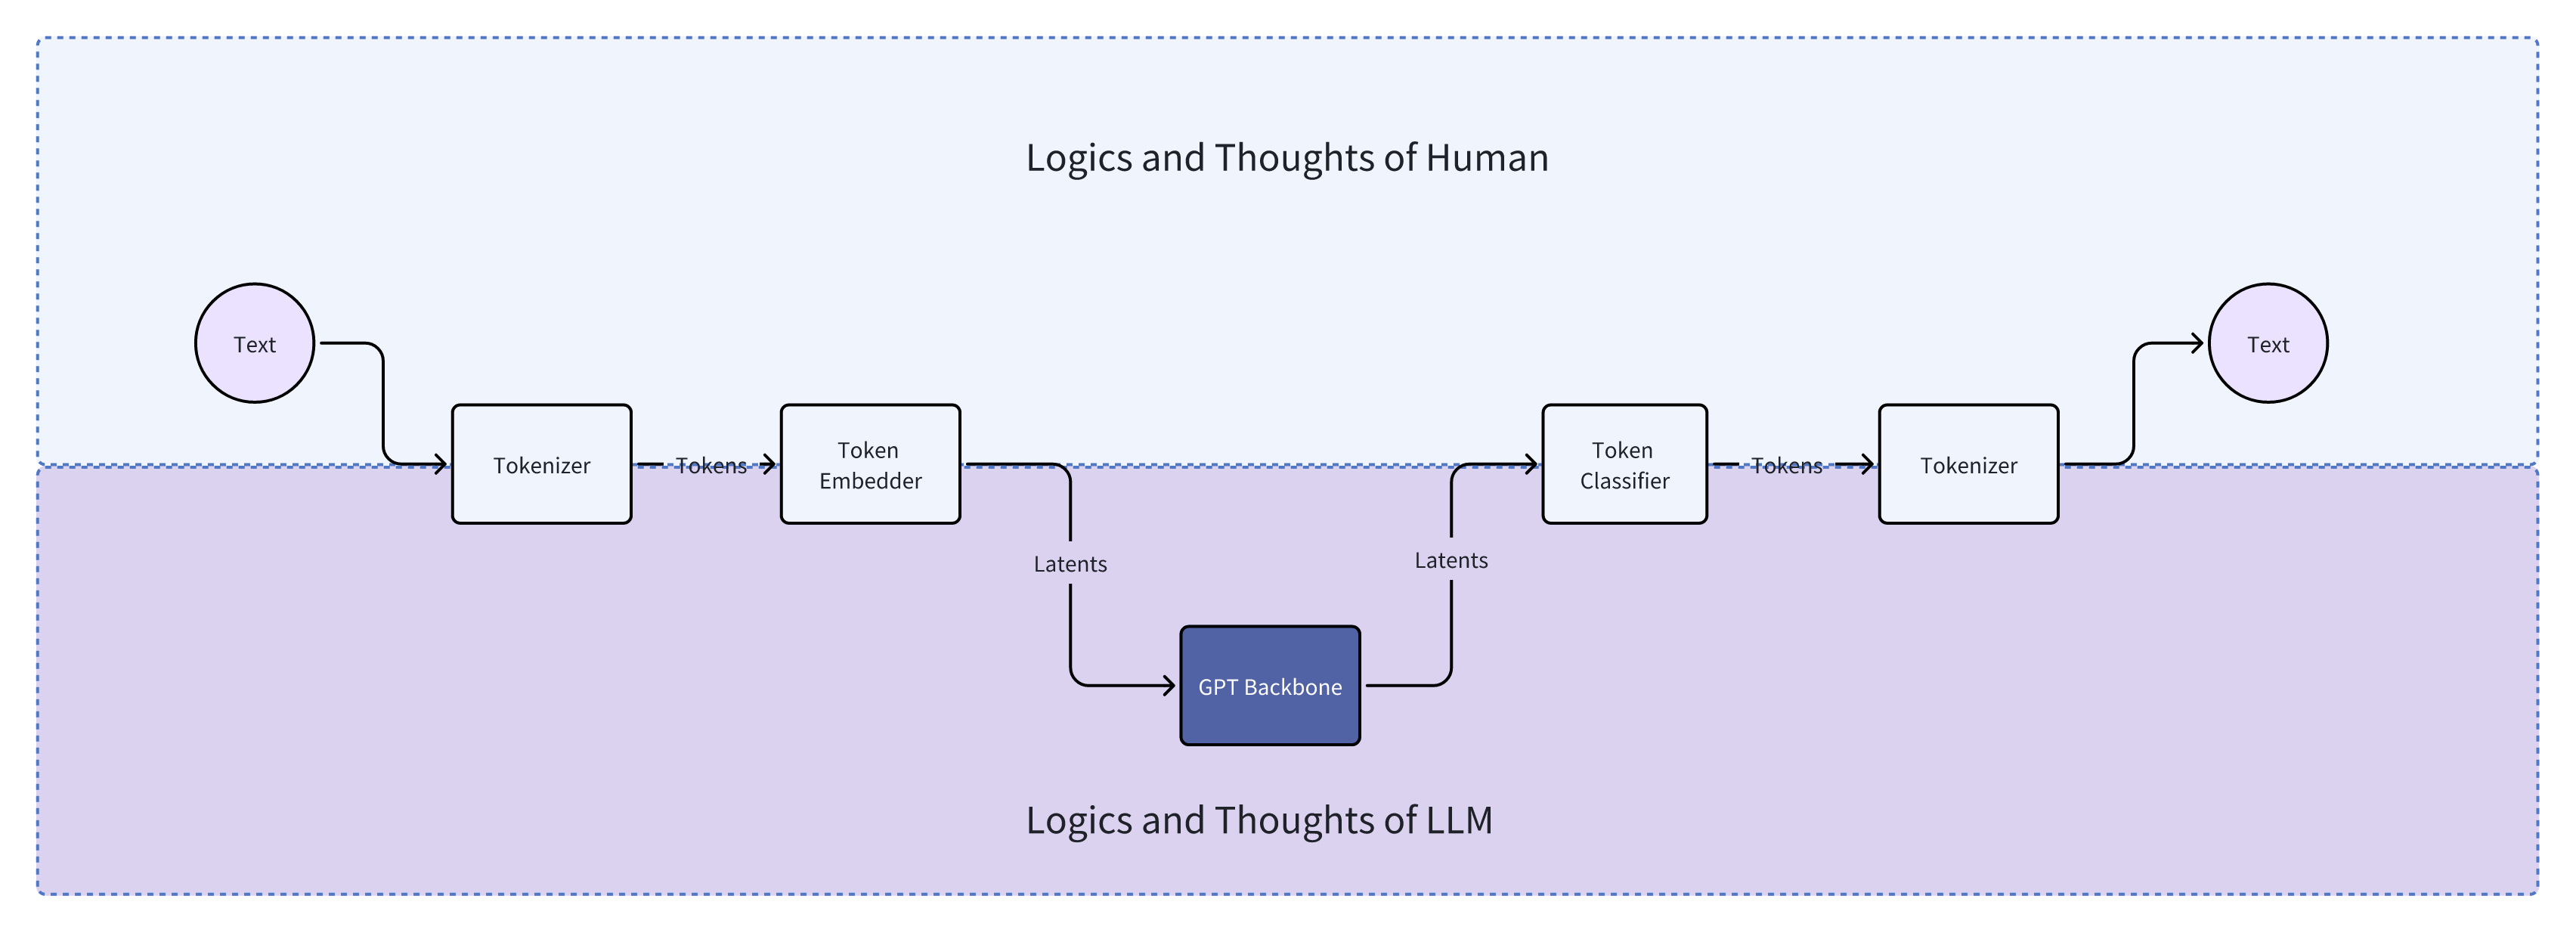 Logics and Thoughts of Human
Text
Tokenizer
Tokens
Token
Embedder
Latents
GPT Backbone
Latents
Token
Classifier
Tokens
Tokenizer
Text
Logics and Thoughts of LLM